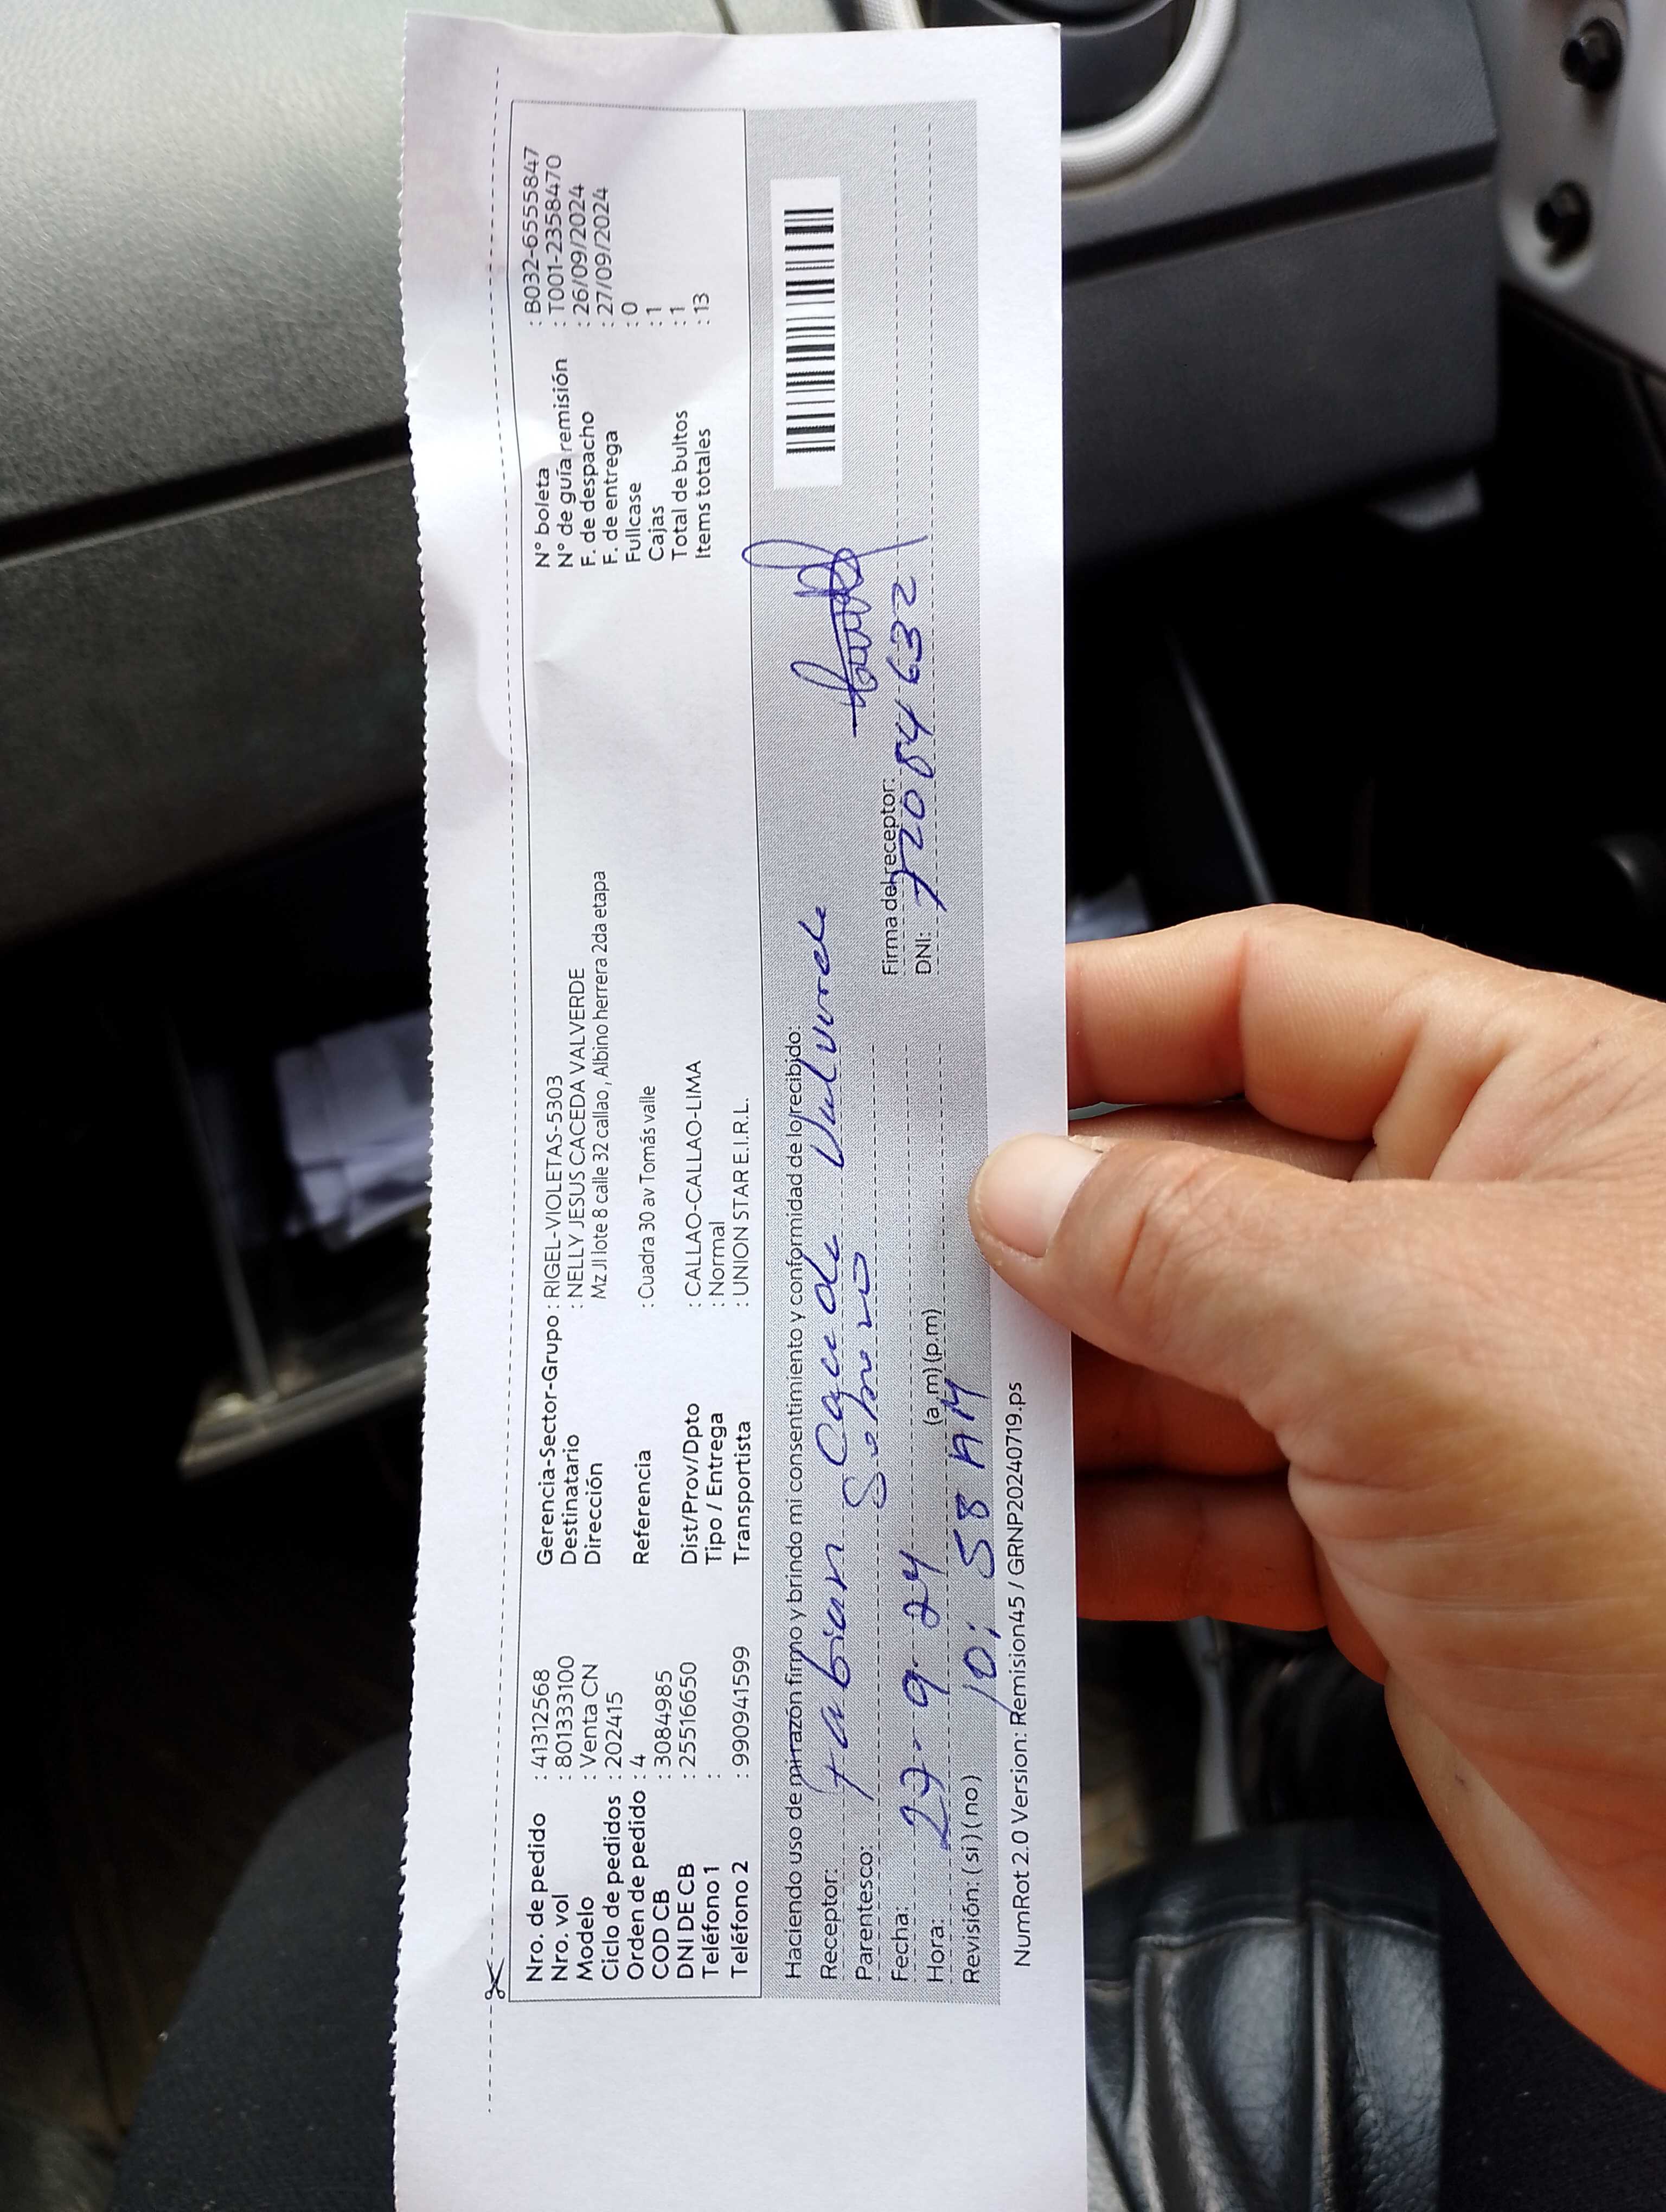 Nro. de pedido : 41312568
Nro. vol : 801333100
Modelo : Venta CN
Ciclo de pedidos : 202415
Orden de pedido : 4
COD CB : 3084985
DNI DE CB : 25516650
Teléfono 1 :
Teléfono 2 : 990941599
Gerencia-Sector-Grupo : RIGEL-VIOLETAS-5303
Destinatario : NELLY JESUS CACEDA VALVERDE
Dirección Mz Jl lote 8 calle 32 callao , Albino herrera 2da etapa
Referencia : Cuadra 30 av Tomás valle
Dist/Prov/Dpto : CALLAO-CALLAO-LIMA
Tipo / Entrega : Normal
Transportista : UNION STAR E.I.R.L.
N° boleta : B032-6555847
N° de guía remisión : T001-2358470
F. de despacho : 26/09/2024
F. de entrega : 27/09/2024
Fullcase : 0
Cajas : 1
Total de bultos : 1
Items totales : 13
Haciendo uso de mi razón firmo y brindo mi consentimiento y conformidad de lo recibido:
Receptor: Fabian Caceda Valverde
Parentesco: Sobrino
Fecha: 27-9-24
Hora: 10:58 AM (a.m) (p.m)
Revisión: (si) (no)
Firma del receptor:
DNI: 72084632
NumRot 2.0 Version: Remision45 / GRNP20240719.ps